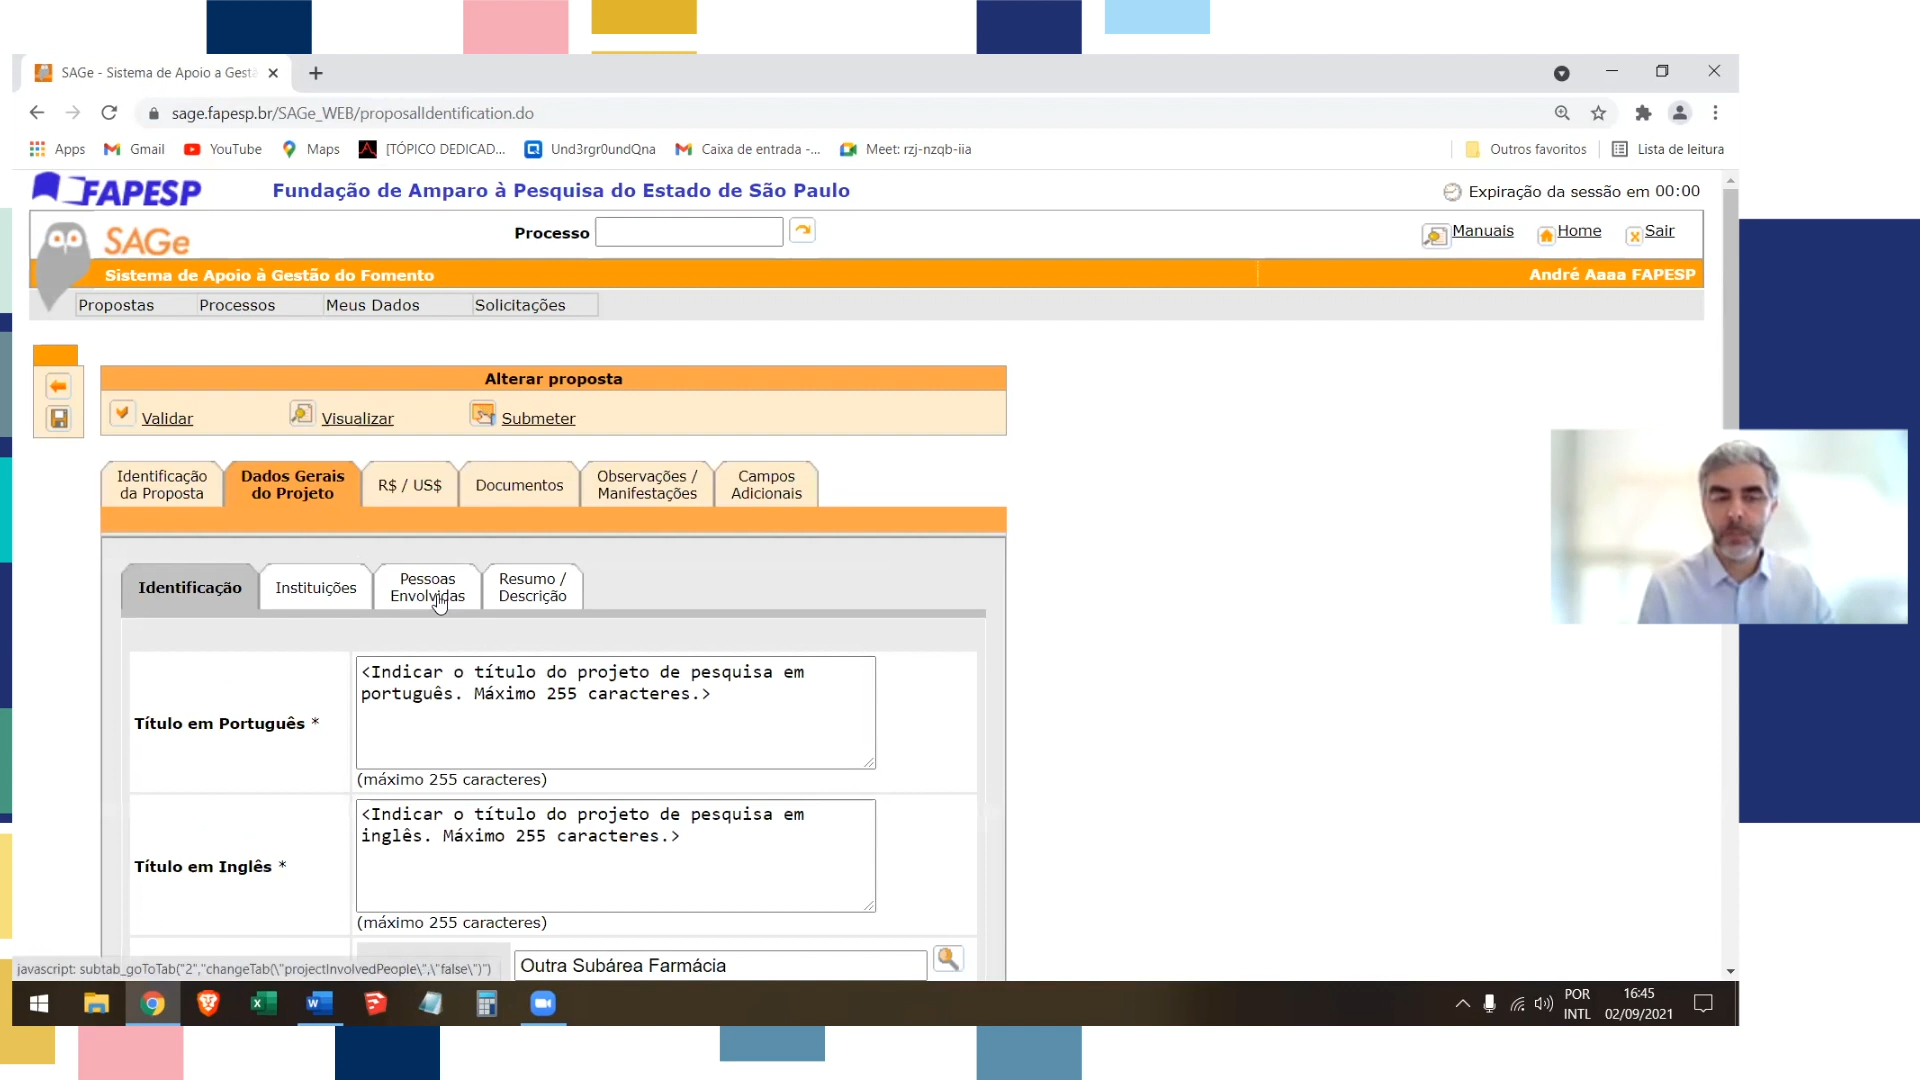 SAGe - Sistema de Apoio a Gestã
sage.fapesp.br/SAGe_WEB/proposalIdentification.do
Apps
Gmail
YouTube
Maps
[TÓPICO DEDICAD...
Und3rgr0undQna
Caixa de entrada -...
Meet: rzj-nzqb-iia
Outros favoritos
Lista de leitura
FAPESP
Fundação de Amparo à Pesquisa do Estado de São Paulo
Expiração da sessão em 00:00
SAGe
Processo
Manuais
Home
Sair
Sistema de Apoio à Gestão do Fomento
André Aaaa FAPESP
Propostas
Processos
Meus Dados
Solicitações
Alterar proposta
Validar
Visualizar
Submeter
Identificação
da Proposta
Dados Gerais
do Projeto
R$ / US$
Documentos
Observações /
Manifestações
Campos
Adicionais
Identificação
Instituições
Pessoas
Envolvidas
Resumo /
Descrição
Título em Português *
<Indicar o título do projeto de pesquisa em
português. Máximo 255 caracteres.>
(máximo 255 caracteres)
Título em Inglês *
<Indicar o título do projeto de pesquisa em
inglês. Máximo 255 caracteres.>
(máximo 255 caracteres)
Outra Subárea Farmácia
javascript: subtab_goToTab("2","changeTab(\"projectInvolvedPeople\",\"false\")")
POR
INTL
16:45
02/09/2021